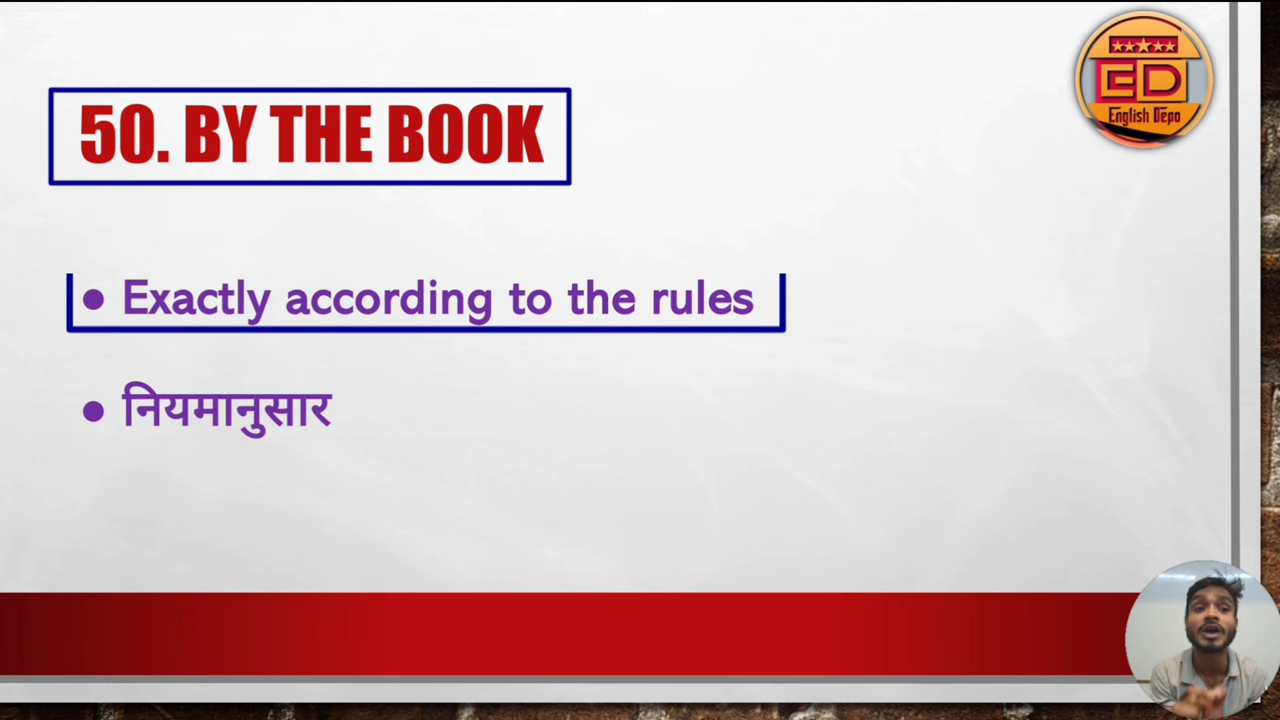 50. BY THE BOOK
ED
English Depo
• Exactly according to the rules
• नियमानुसार